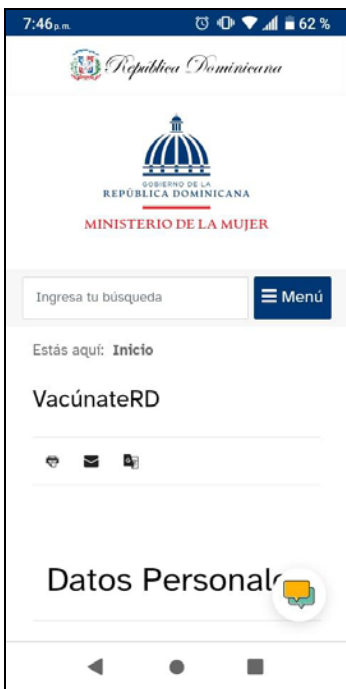 7:46 p. m.
62 %
República Dominicana
GOBIERNO DE LA
REPÚBLICA DOMINICANA
MINISTERIO DE LA MUJER
Ingresa tu búsqueda
Menú
Estás aquí: Inicio
VacúnateRD
Datos Personale